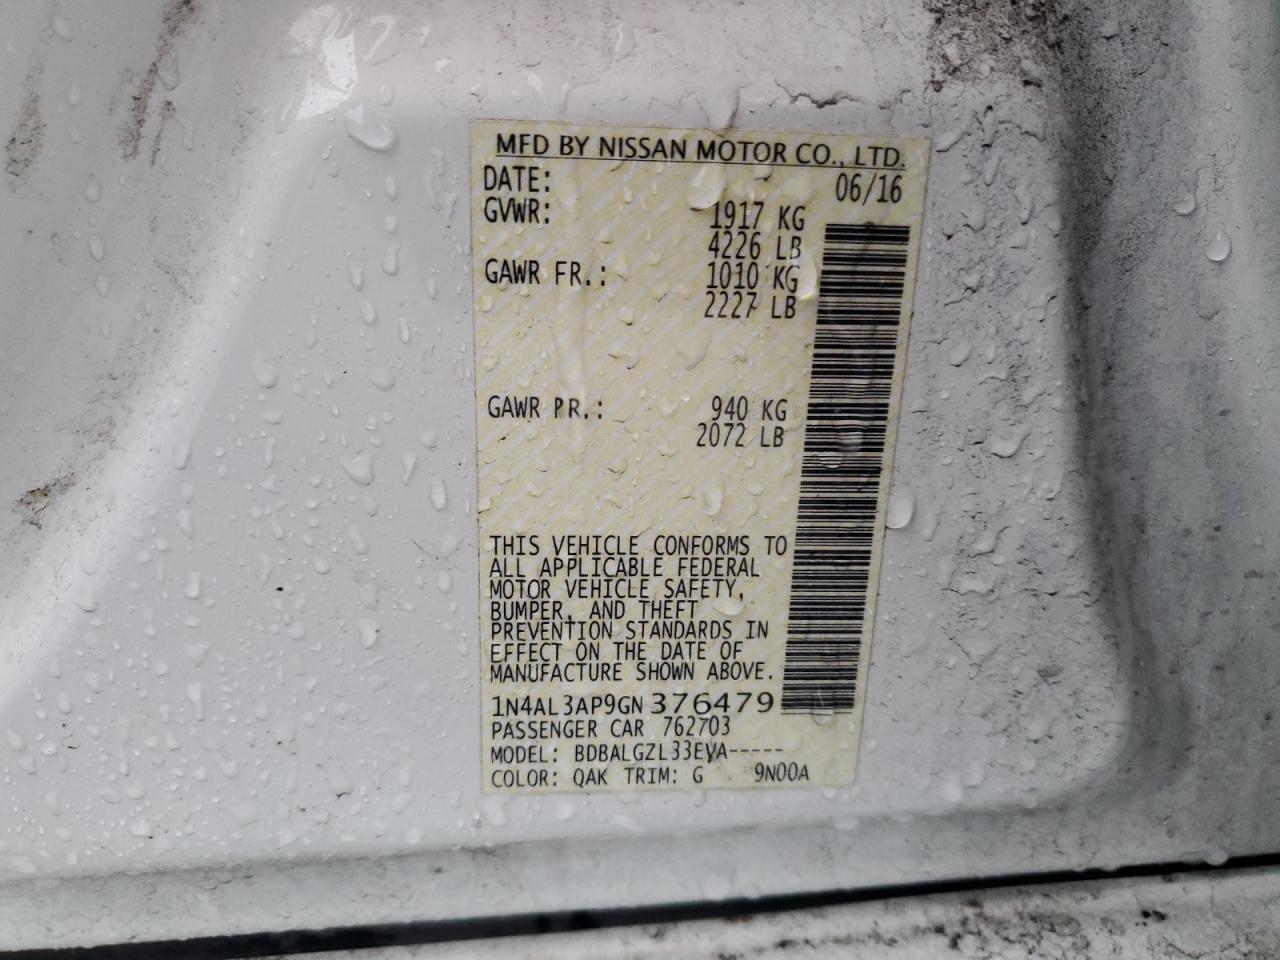 MFD BY NISSAN MOTOR CO., LTD.
DATE: 06/16
GVWR: 1917 KG
4226 LB
GAWR FR.: 1010 KG
2227 LB
GAWR RR.: 940 KG
2072 LB
THIS VEHICLE CONFORMS TO
ALL APPLICABLE FEDERAL
MOTOR VEHICLE SAFETY,
BUMPER, AND THEFT
PREVENTION STANDARDS IN
EFFECT ON THE DATE OF
MANUFACTURE SHOWN ABOVE.
1N4AL3AP9GN376479
PASSENGER CAR 762703
MODEL: BDBALGZL33EVA-----
COLOR: QAK TRIM: G 9N00A